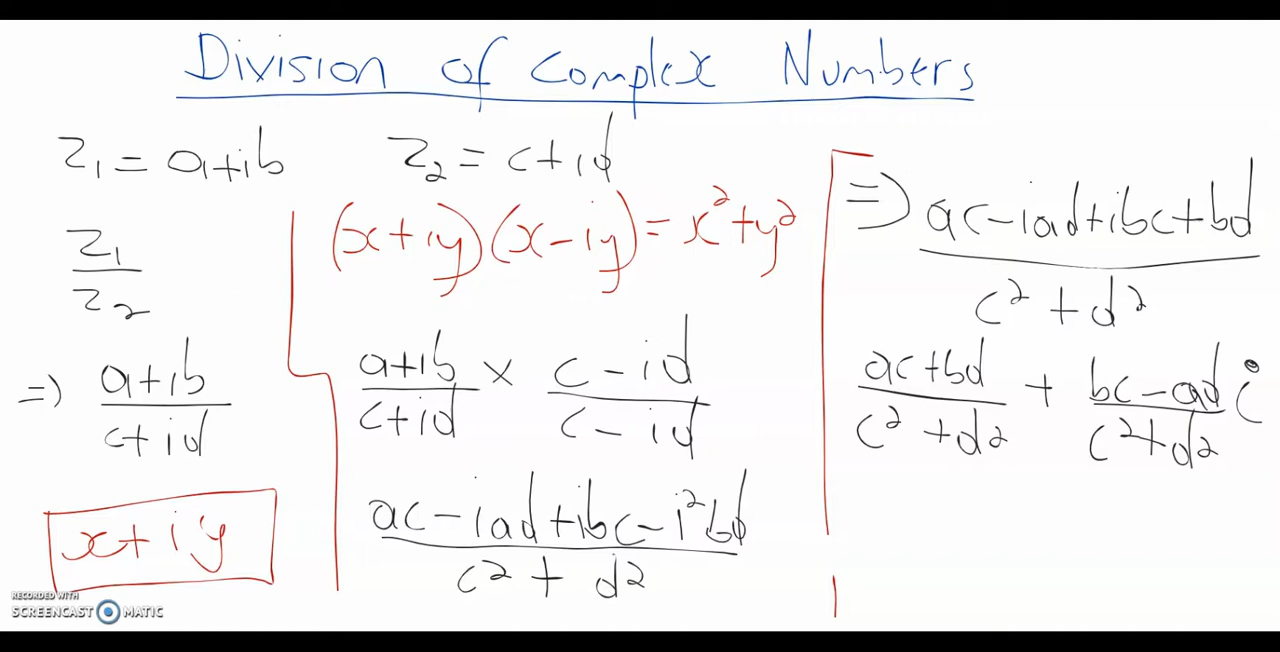 Division of Complex Numbers
z₁ = a+ib
z₂ = c+id
z₁/z₂
=> (a+ib)/(c+id)
x+iy
(x+iy)(x-iy) = x²+y²
(a+ib)/(c+id) × (c-id)/(c-id)
(ac-iad+ibc-i²bd)/(c²+d²)
=> (ac-iad+ibc+bd)/(c²+d²)
(ac+bd)/(c²+d²) + (bc-ad)/(c²+d²) i
RECORDED WITH
SCREENCAST MATIC